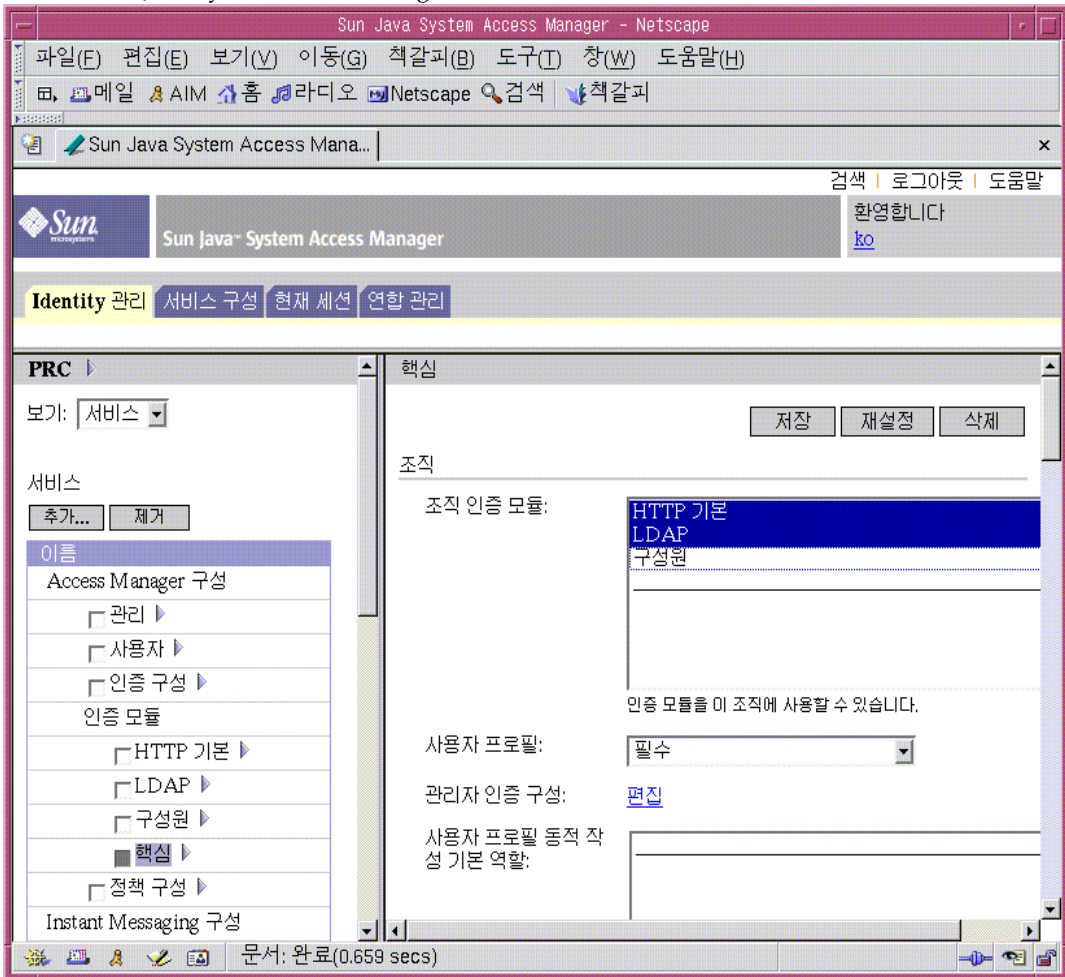 Sun Java System Access Manager - Netscape
파일(F) 편집(E) 보기(V) 이동(G) 책갈피(B) 도구(T) 창(W) 도움말(H)
메일 AIM 홈 라디오 Netscape 검색 책갈피
Sun Java System Access Mana...
검색 | 로그아웃 | 도움말
Sun microsystems
Sun Java™ System Access Manager
환영합니다
ko
Identity 관리 서비스 구성 현재 세션 연합 관리
PRC
보기: 서비스
서비스
추가... 제거
이름
Access Manager 구성
관리
사용자
인증 구성
인증 모듈
HTTP 기본
LDAP
구성원
핵심
정책 구성
Instant Messaging 구성
핵심
저장 재설정 삭제
조직
조직 인증 모듈:
HTTP 기본
LDAP
구성원
인증 모듈을 이 조직에 사용할 수 있습니다.
사용자 프로필: 필수
관리자 인증 구성: 편집
사용자 프로필 동적 작
성 기본 역할:
문서: 완료(0.659 secs)